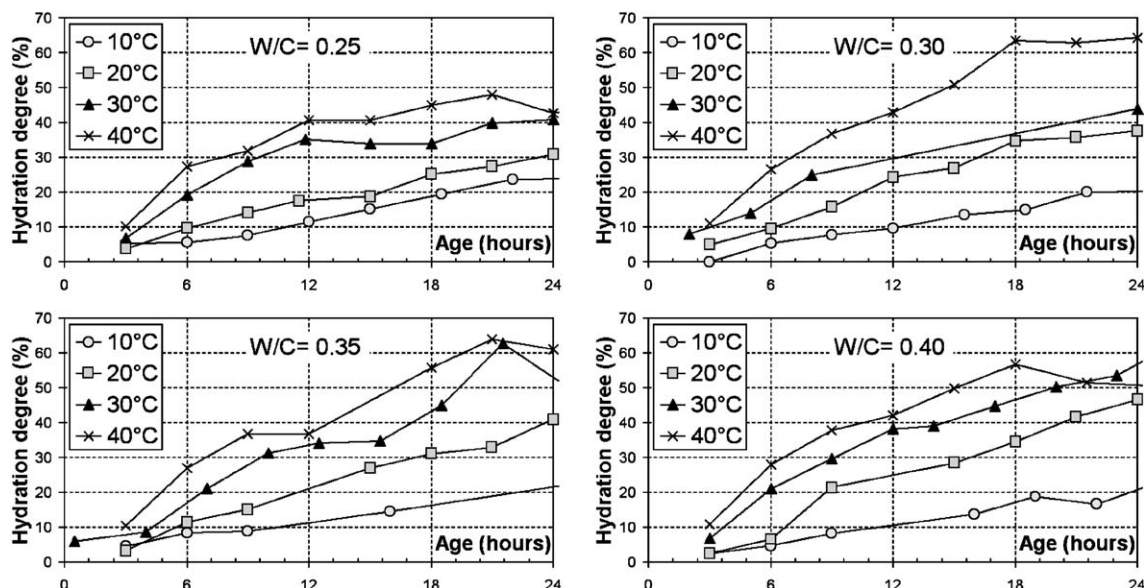 Hydration degree (%)
70
60
50
40
30
20
10
0
10°C
20°C
30°C
40°C
W/C= 0.25
Age (hours)
0 6 12 18 24
Hydration degree (%)
70
60
50
40
30
20
10
0
10°C
20°C
30°C
40°C
W/C= 0.30
Age (hours)
0 6 12 18 24
Hydration degree (%)
70
60
50
40
30
20
10
0
10°C
20°C
30°C
40°C
W/C= 0.35
Age (hours)
0 6 12 18 24
Hydration degree (%)
70
60
50
40
30
20
10
0
10°C
20°C
30°C
40°C
W/C= 0.40
Age (hours)
0 6 12 18 24